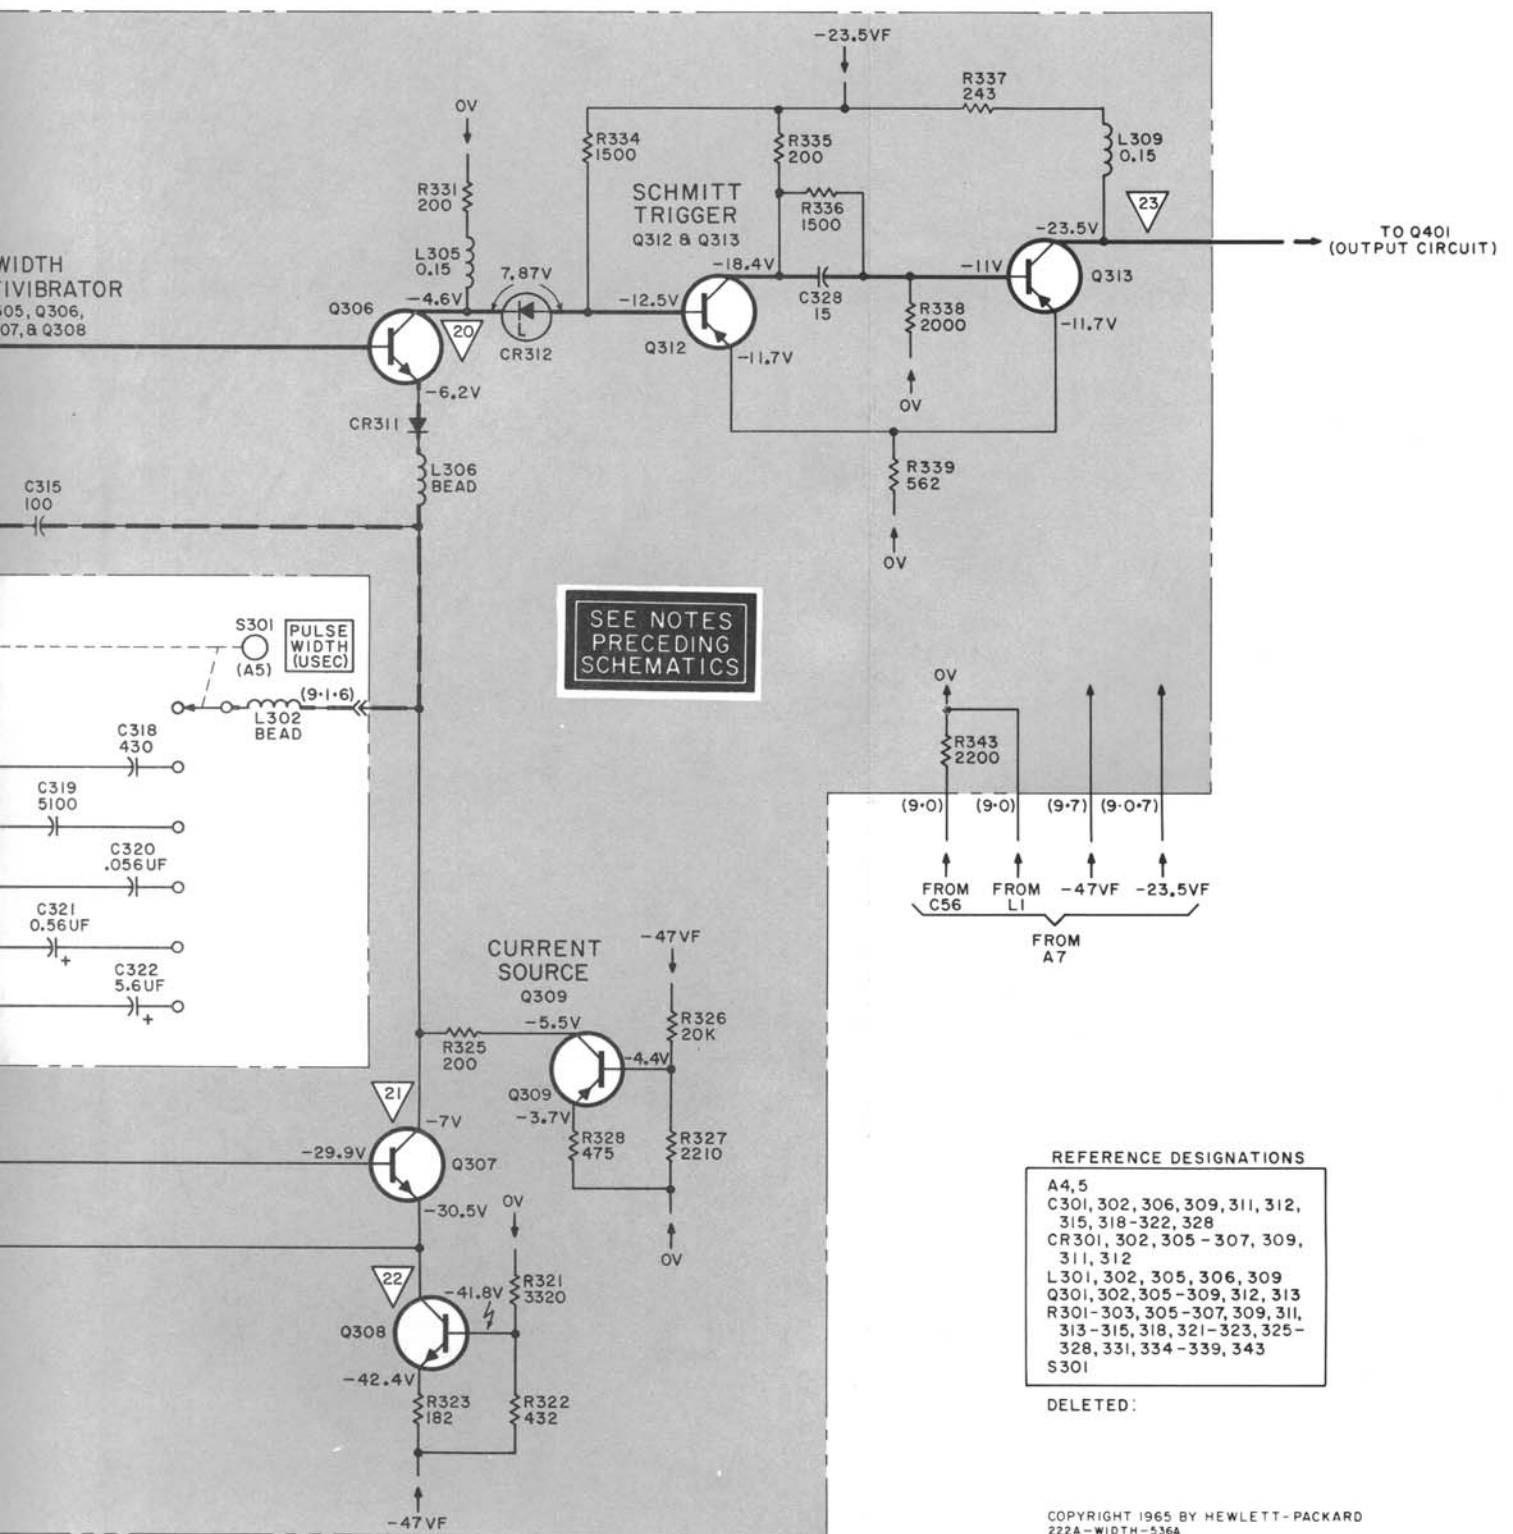 -23.5VF
R337
243
0V
R334
1500
R335
200
L309
0.15
R331
200
SCHMITT
TRIGGER
Q312 & Q313
R336
1500
23
-23.5V
TO Q401
(OUTPUT CIRCUIT)
WIDTH
IVIBRATOR
305, Q306,
07, & Q308
L305
0.15
7.87V
-18.4V
-11V
Q313
Q306
-4.6V
20
CR312
-12.5V
C328
15
R338
2000
Q312
-11.7V
-11.7V
-6.2V
0V
CR311
L306
BEAD
R339
562
C315
100
0V
SEE NOTES
PRECEDING
SCHEMATICS
S301
(A5)
PULSE
WIDTH
(USEC)
(9·1·6)
L302
BEAD
0V
R343
2200
C318
430
C319
5100
(9·0)
(9·0)
(9·7)
(9·0·7)
C320
.056UF
FROM
C56
FROM
L1
-47VF
-23.5VF
C321
0.56UF
+
FROM
A7
C322
5.6UF
+
CURRENT
SOURCE
Q309
-47VF
-5.5V
R326
20K
R325
200
-4.4V
Q309
-3.7V
21
-7V
R328
475
R327
2210
-29.9V
Q307
-30.5V
0V
0V
22
-41.8V
R321
3320
Q308
-42.4V
R323
182
R322
432
-47VF
REFERENCE DESIGNATIONS
A4,5
C301, 302, 306, 309, 311, 312,
315, 318-322, 328
CR301, 302, 305-307, 309,
311, 312
L301, 302, 305, 306, 309
Q301, 302, 305-309, 312, 313
R301-303, 305-307, 309, 311,
313-315, 318, 321-323, 325-
328, 331, 334-339, 343
S301
DELETED:
COPYRIGHT 1965 BY HEWLETT-PACKARD
222A-WIDTH-536A